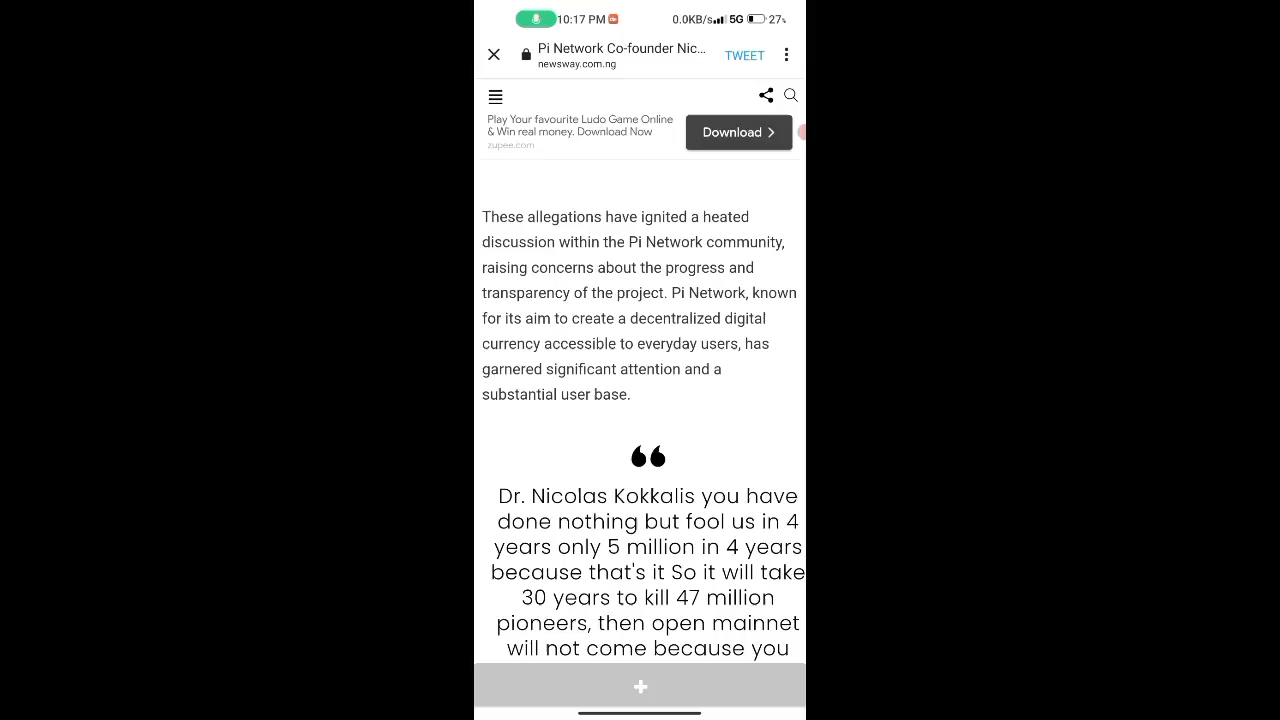 10:17 PM
0.0KB/s 5G 27%
Pi Network Co-founder Nic... TWEET
newsway.com.ng
Play Your favourite Ludo Game Online
& Win real money. Download Now
zupee.com
Download
These allegations have ignited a heated
discussion within the Pi Network community,
raising concerns about the progress and
transparency of the project. Pi Network, known
for its aim to create a decentralized digital
currency accessible to everyday users, has
garnered significant attention and a
substantial user base.
Dr. Nicolas Kokkalis you have
done nothing but fool us in 4
years only 5 million in 4 years
because that's it So it will take
30 years to kill 47 million
pioneers, then open mainnet
will not come because you